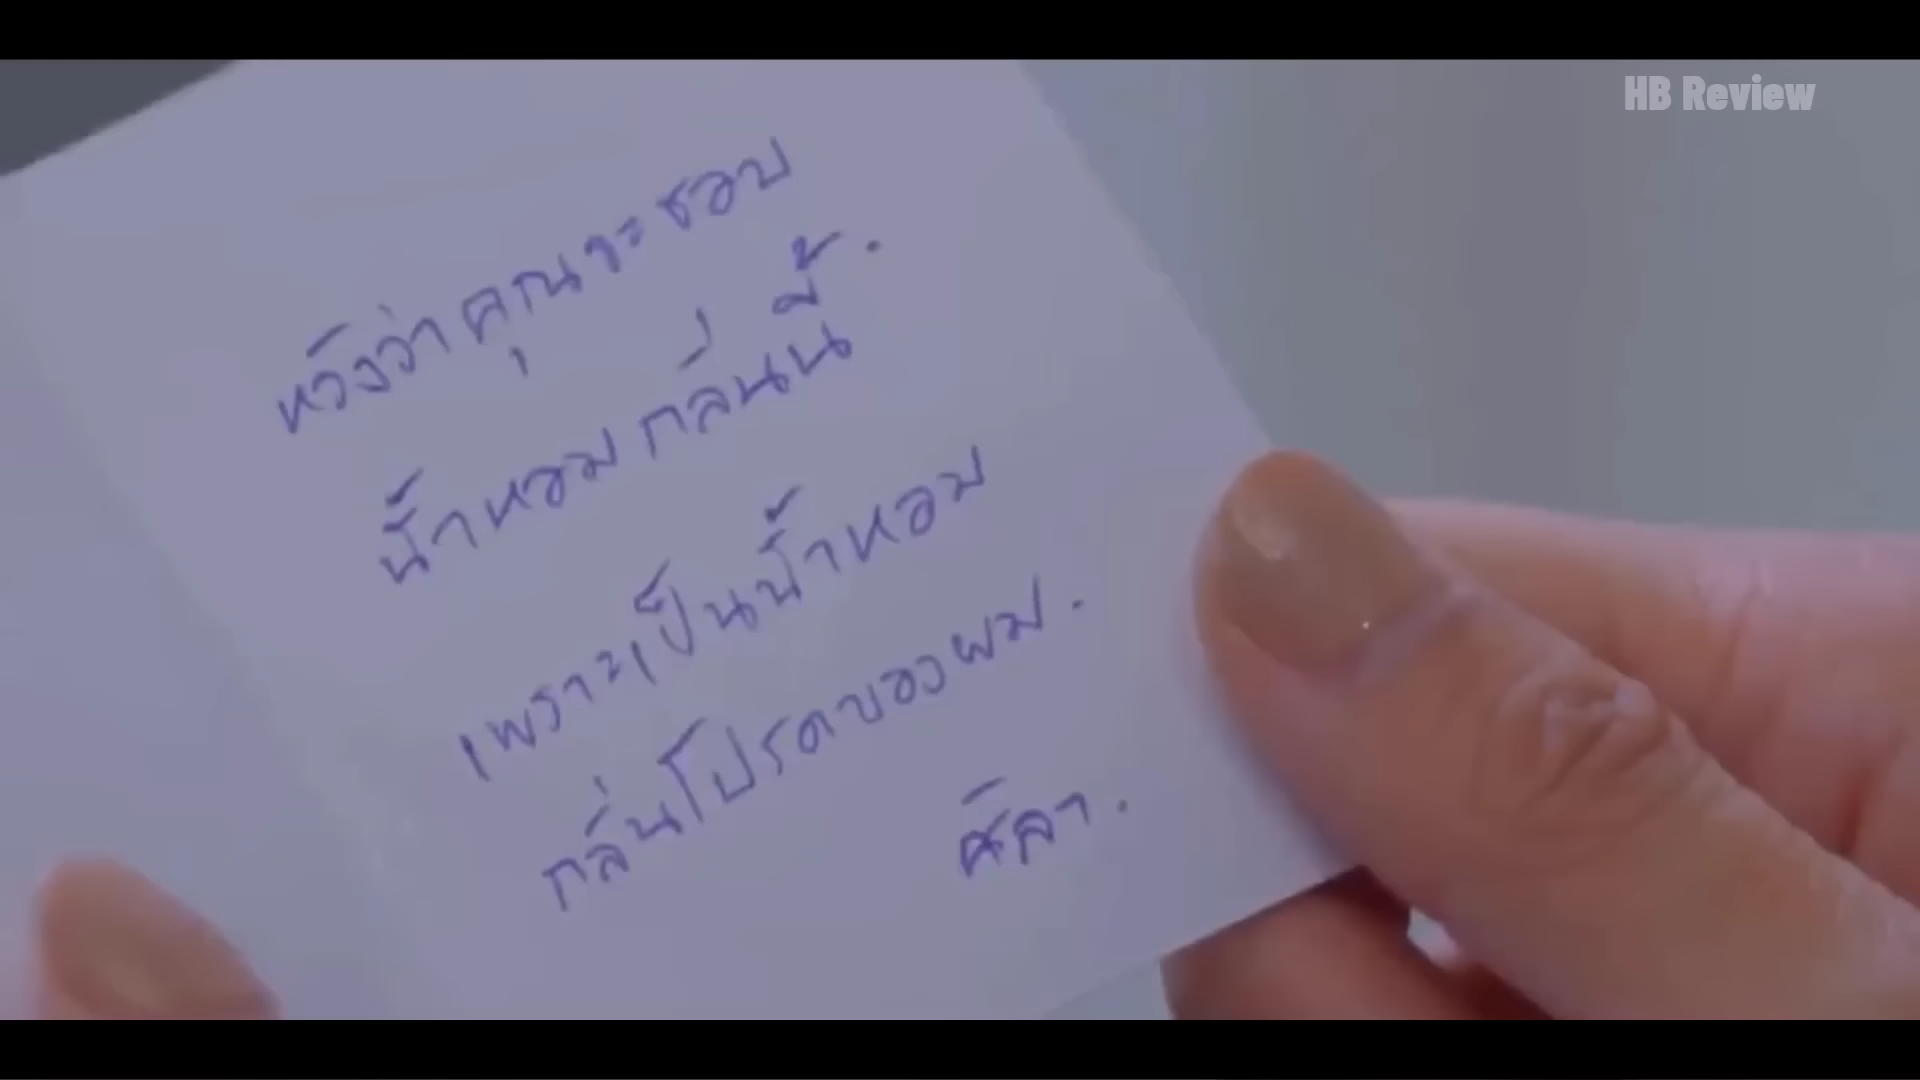 HB Review
หวังว่าคุณจะชอบ
น้ำหอมกลิ่นนี้.
เพราะเป็นน้ำหอม
กลิ่นโปรดของผม.
ศิลา.